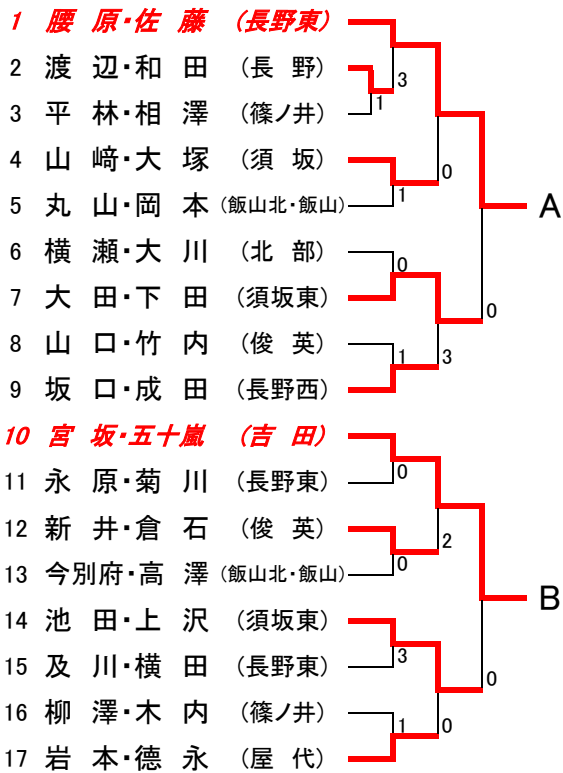 1 腰 原・佐 藤 (長野東)
2 渡 辺・和 田 (長 野)
3
3 平 林・相 澤 (篠ノ井)
1
4 山 﨑・大 塚 (須 坂)
0
5 丸 山・岡 本 (飯山北・飯山)
1
A
6 横 瀬・大 川 (北 部)
0
7 大 田・下 田 (須坂東)
0
8 山 口・竹 内 (俊 英)
1
3
9 坂 口・成 田 (長野西)
10 宮 坂・五十嵐 (吉 田)
11 永 原・菊 川 (長野東)
0
12 新 井・倉 石 (俊 英)
2
13 今別府・高 澤 (飯山北・飯山)
0
B
14 池 田・上 沢 (須坂東)
15 及 川・横 田 (長野東)
3
0
16 柳 澤・木 内 (篠ノ井)
1
0
17 岩 本・德 永 (屋 代)